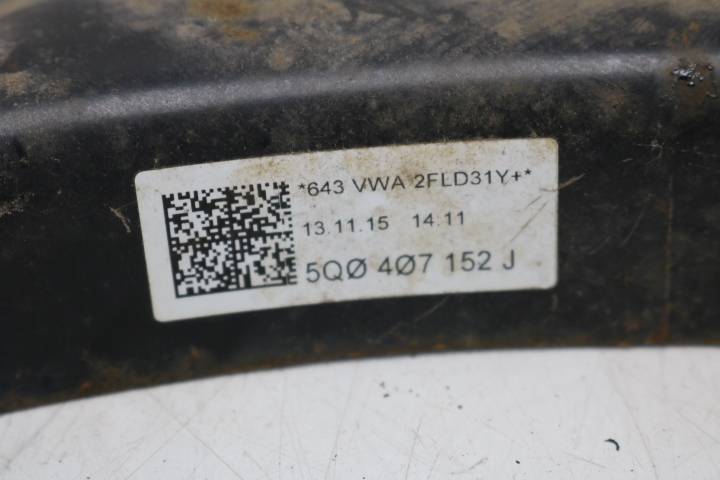 *643 VWA 2FLD31Y+*
13.11.15 14.11
5QØ 4Ø7 152 J